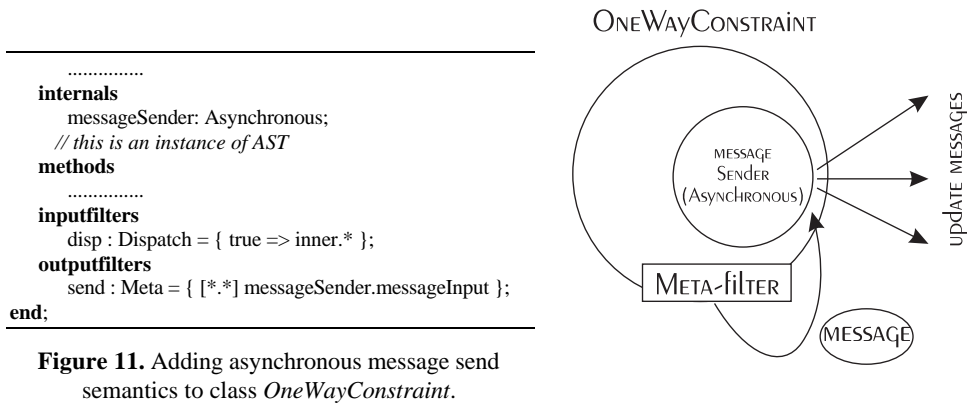 ...............
internals
messageSender: Asynchronous;
// this is an instance of AST
methods
...............
inputfilters
disp : Dispatch = { true => inner.* };
outputfilters
send : Meta = { [*.*] messageSender.messageInput };
end;
Figure 11. Adding asynchronous message send
semantics to class OneWayConstraint.
OneWayConstraint
message
Sender
(Asynchronous)
update messages
Meta-filter
message